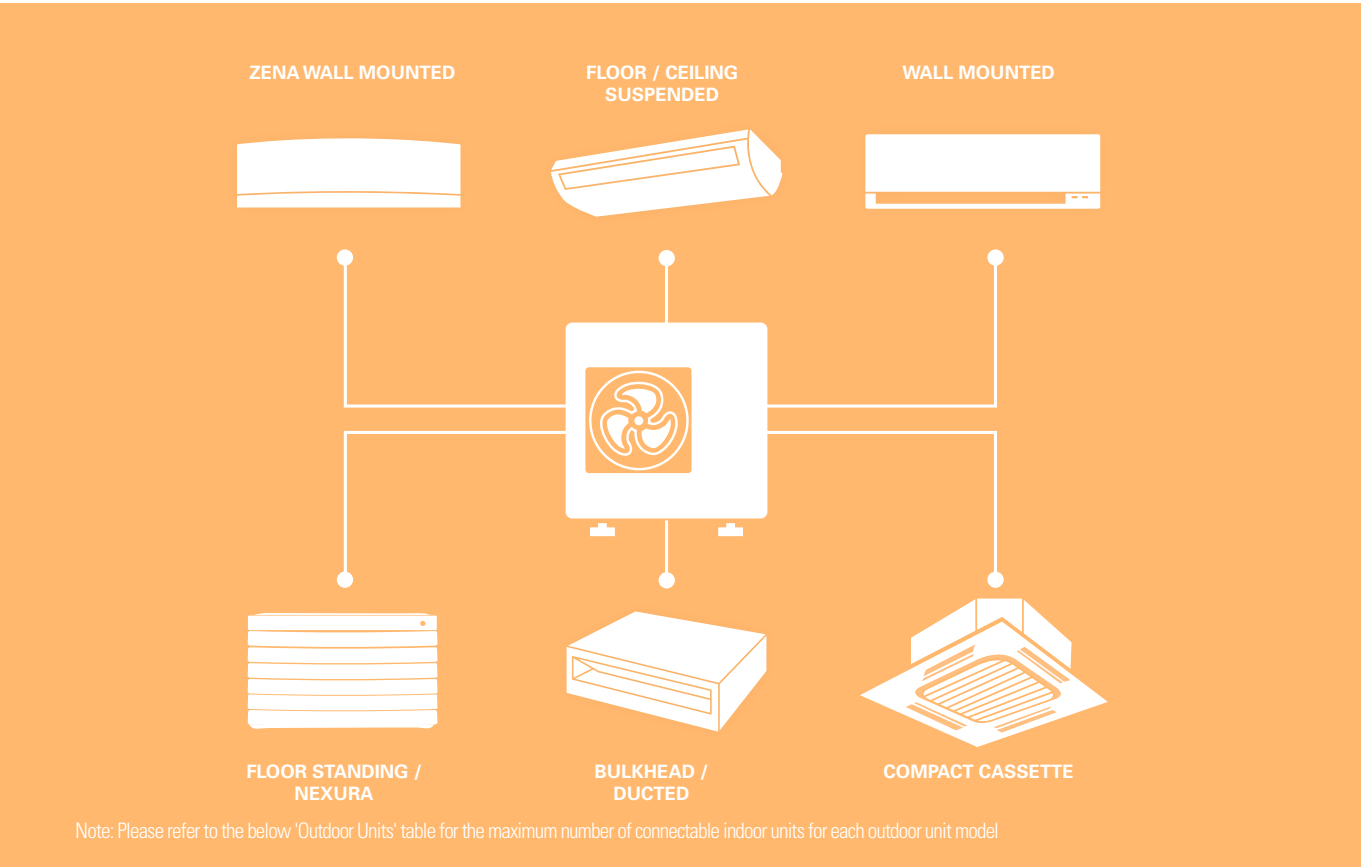 ZENA WALL MOUNTED
FLOOR / CEILING
SUSPENDED
WALL MOUNTED
FLOOR STANDING /
NEXURA
BULKHEAD /
DUCTED
COMPACT CASSETTE
Note: Please refer to the below 'Outdoor Units' table for the maximum number of connectable indoor units for each outdoor unit model